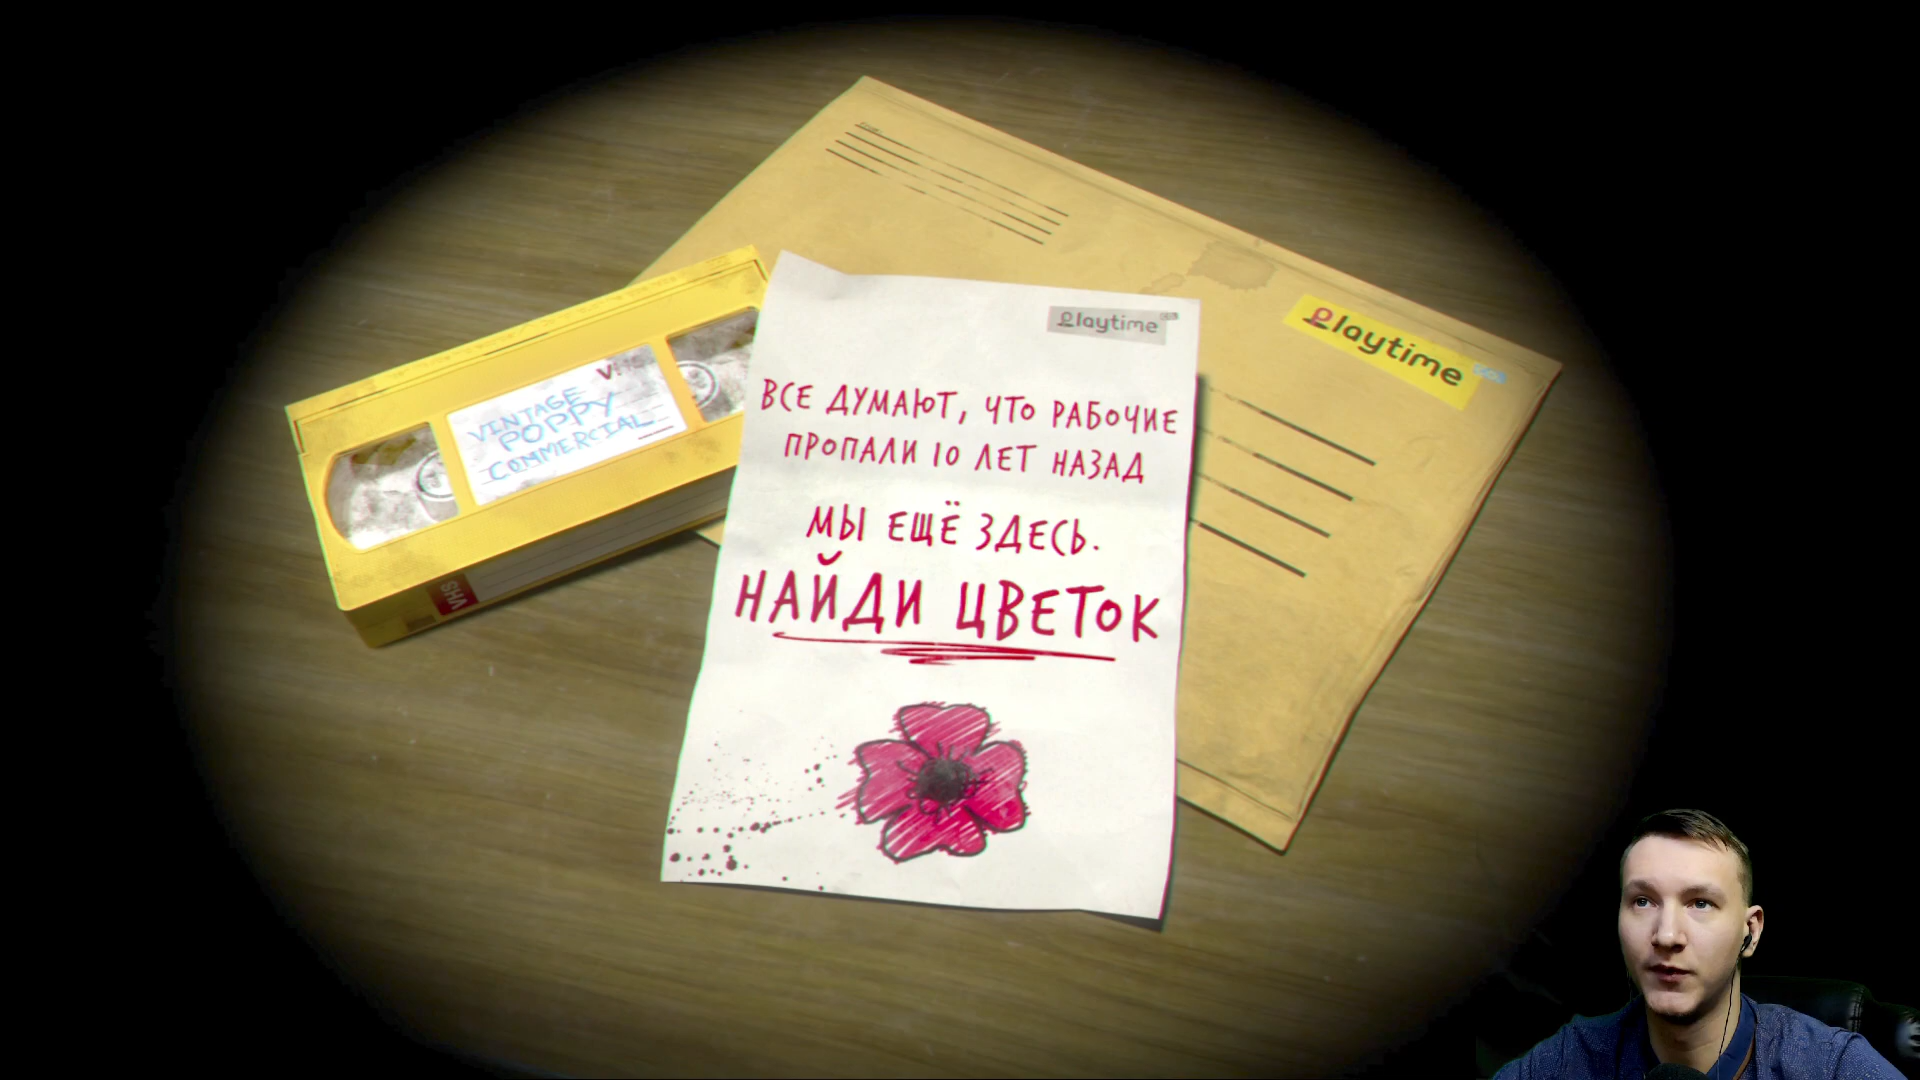 VHS
VINTAGE
POPPY
COMMERCIAL
VHS
Playtime
Playtime
ВСЕ ДУМАЮТ, ЧТО РАБОЧИЕ
ПРОПАЛИ 10 ЛЕТ НАЗАД
МЫ ЕЩЁ ЗДЕСЬ.
НАЙДИ ЦВЕТОК